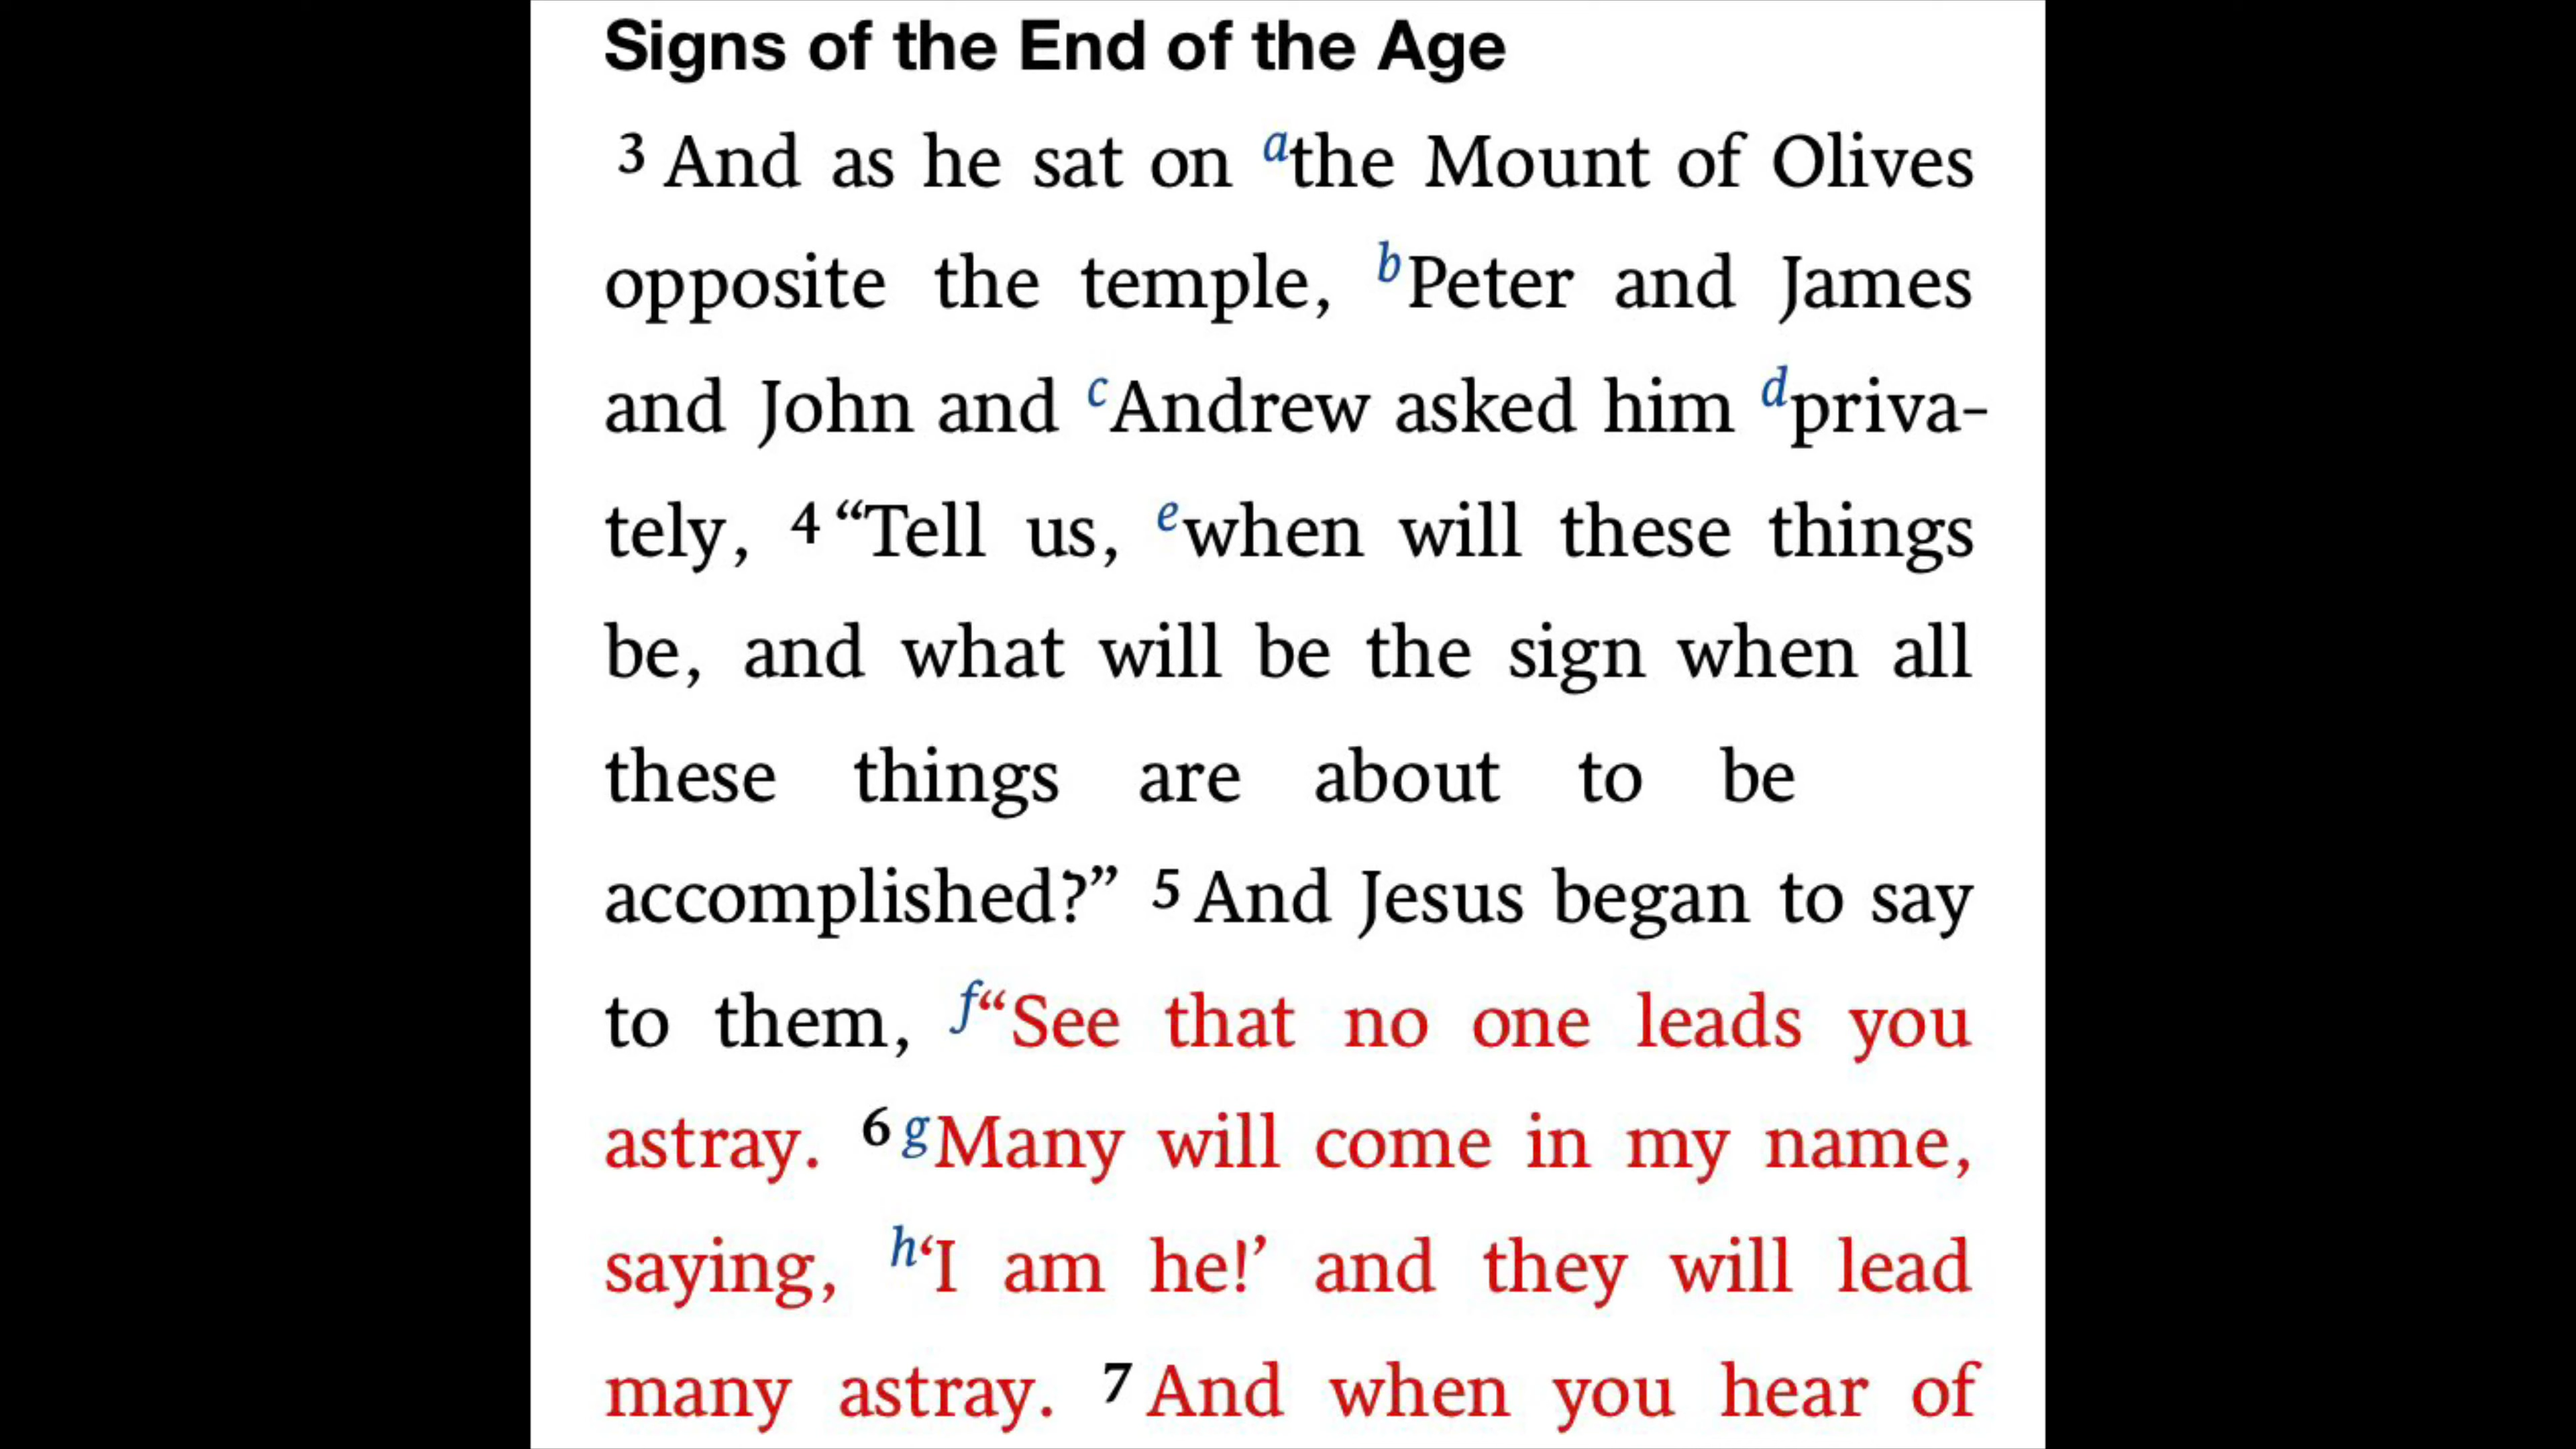 Signs of the End of the Age
3 And as he sat on athe Mount of Olives
opposite the temple, bPeter and James
and John and cAndrew asked him dpriva-
tely, 4 “Tell us, ewhen will these things
be, and what will be the sign when all
these things are about to be
accomplished?” 5 And Jesus began to say
to them, f“See that no one leads you
astray. 6 gMany will come in my name,
saying, h‘I am he!’ and they will lead
many astray. 7 And when you hear of